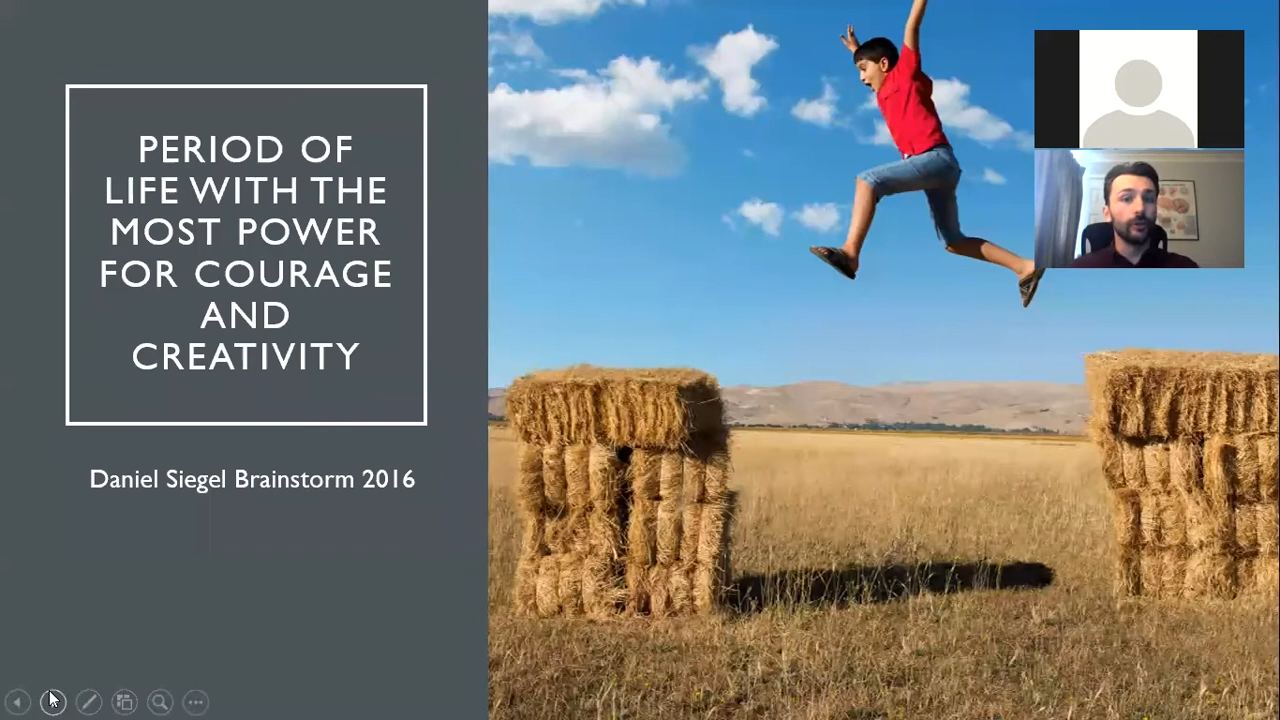 PERIOD OF
LIFE WITH THE
MOST POWER
FOR COURAGE
AND
CREATIVITY
Daniel Siegel Brainstorm 2016